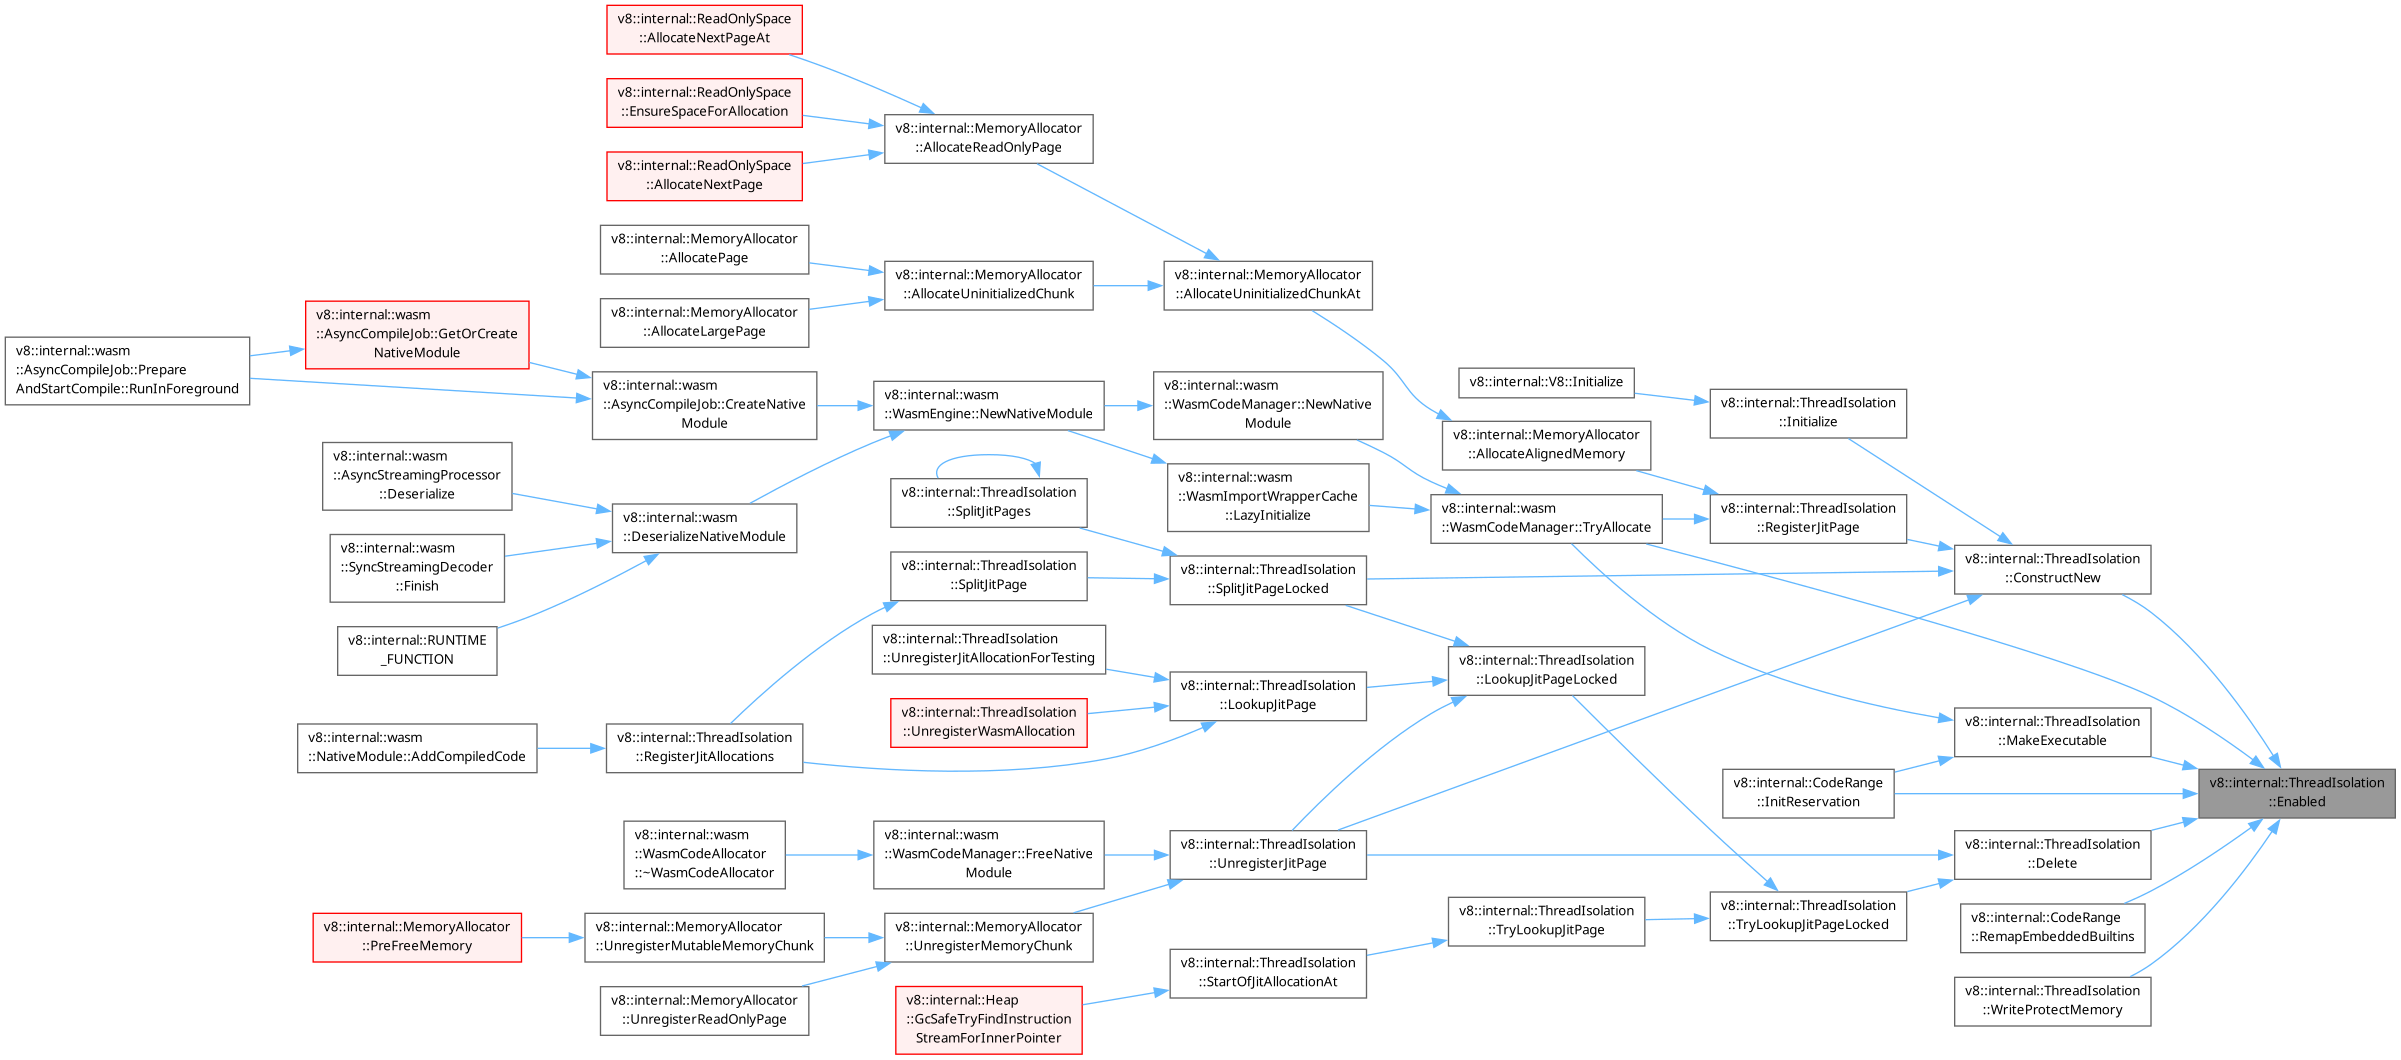 v8::internal::ReadOnlySpace
::AllocateNextPageAt
v8::internal::ReadOnlySpace
::EnsureSpaceForAllocation
v8::internal::MemoryAllocator
::AllocateReadOnlyPage
v8::internal::ReadOnlySpace
::AllocateNextPage
v8::internal::MemoryAllocator
::AllocatePage
v8::internal::MemoryAllocator
::AllocateUninitializedChunk
v8::internal::MemoryAllocator
::AllocateUninitializedChunkAt
v8::internal::MemoryAllocator
::AllocateLargePage
v8::internal::wasm
::AsyncCompileJob::GetOrCreate
NativeModule
v8::internal::wasm
::AsyncCompileJob::Prepare
AndStartCompile::RunInForeground
v8::internal::wasm
::AsyncCompileJob::CreateNative
Module
v8::internal::wasm
::WasmEngine::NewNativeModule
v8::internal::wasm
::WasmCodeManager::NewNative
Module
v8::internal::V8::Initialize
v8::internal::ThreadIsolation
::Initialize
v8::internal::MemoryAllocator
::AllocateAlignedMemory
v8::internal::wasm
::AsyncStreamingProcessor
::Deserialize
v8::internal::ThreadIsolation
::SplitJitPages
v8::internal::wasm
::WasmImportWrapperCache
::LazyInitialize
v8::internal::wasm
::WasmCodeManager::TryAllocate
v8::internal::ThreadIsolation
::RegisterJitPage
v8::internal::wasm
::DeserializeNativeModule
v8::internal::wasm
::SyncStreamingDecoder
::Finish
v8::internal::ThreadIsolation
::SplitJitPage
v8::internal::ThreadIsolation
::SplitJitPageLocked
v8::internal::ThreadIsolation
::ConstructNew
v8::internal::RUNTIME
_FUNCTION
v8::internal::ThreadIsolation
::UnregisterJitAllocationForTesting
v8::internal::ThreadIsolation
::LookupJitPageLocked
v8::internal::ThreadIsolation
::LookupJitPage
v8::internal::ThreadIsolation
::UnregisterWasmAllocation
v8::internal::wasm
::NativeModule::AddCompiledCode
v8::internal::ThreadIsolation
::RegisterJitAllocations
v8::internal::ThreadIsolation
::MakeExecutable
v8::internal::CodeRange
::InitReservation
v8::internal::ThreadIsolation
::Enabled
v8::internal::wasm
::WasmCodeAllocator
::~WasmCodeAllocator
v8::internal::wasm
::WasmCodeManager::FreeNative
Module
v8::internal::ThreadIsolation
::UnregisterJitPage
v8::internal::ThreadIsolation
::Delete
v8::internal::MemoryAllocator
::PreFreeMemory
v8::internal::MemoryAllocator
::UnregisterMutableMemoryChunk
v8::internal::MemoryAllocator
::UnregisterMemoryChunk
v8::internal::ThreadIsolation
::TryLookupJitPage
v8::internal::ThreadIsolation
::TryLookupJitPageLocked
v8::internal::CodeRange
::RemapEmbeddedBuiltins
v8::internal::MemoryAllocator
::UnregisterReadOnlyPage
v8::internal::Heap
::GcSafeTryFindInstruction
StreamForInnerPointer
v8::internal::ThreadIsolation
::StartOfJitAllocationAt
v8::internal::ThreadIsolation
::WriteProtectMemory